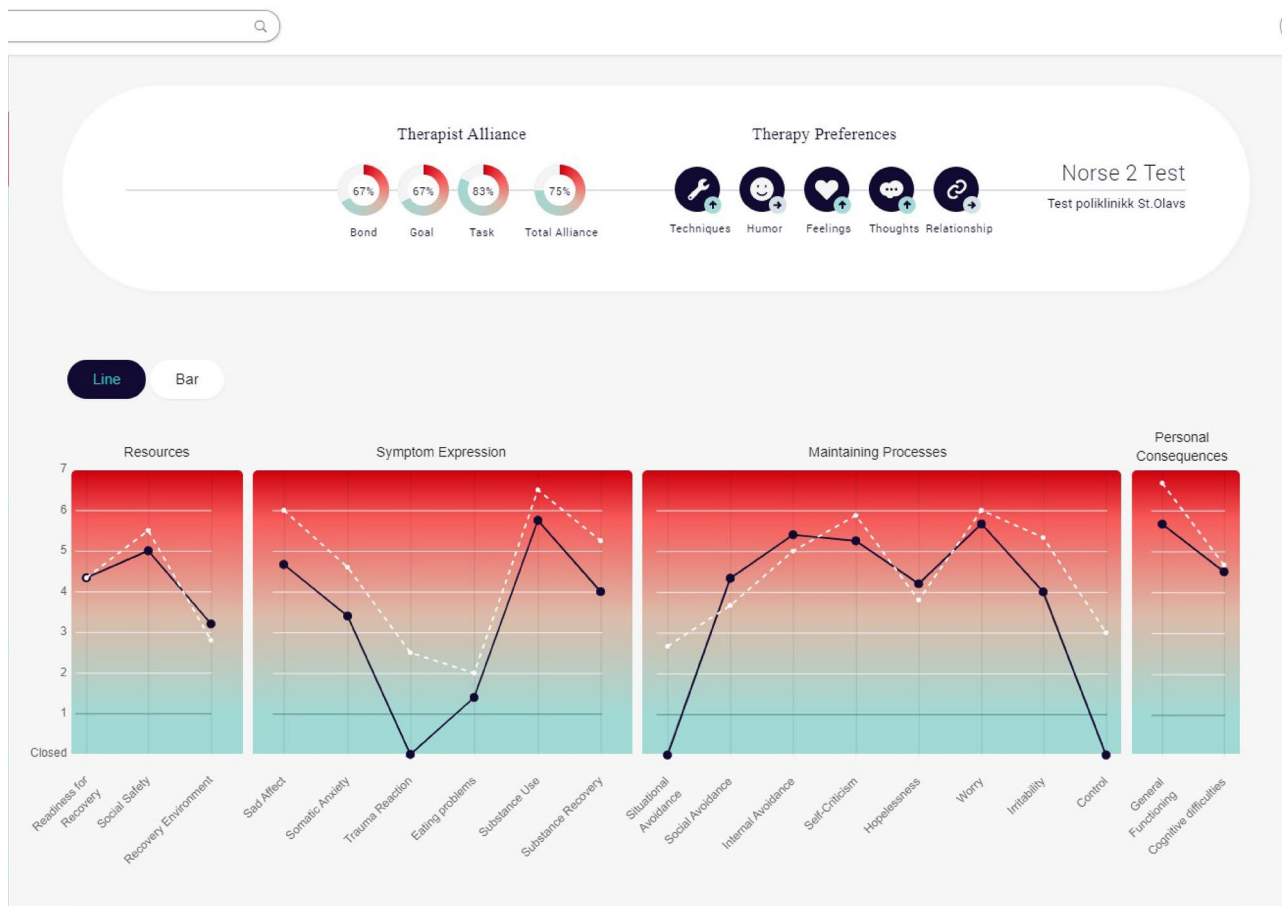 Therapist Alliance
Therapy Preferences
67%
67%
83%
75%
Bond
Goal
Task
Total Alliance
Techniques
Humor
Feelings
Thoughts
Relationship
Norse 2 Test
Test poliklinikk St.Olavs
Line
Bar
Resources
Symptom Expression
Maintaining Processes
Personal
Consequences
7
6
5
4
3
2
1
Closed
Readiness for
Recovery
Social Safety
Recovery Environment
Sad Affect
Somatic Anxiety
Trauma Reaction
Eating problems
Substance Use
Substance Recovery
Situational
Avoidance
Social Avoidance
Internal Avoidance
Self-Criticism
Hopelessness
Worry
Irritability
Control
General
Functioning
Cognitive difficulties